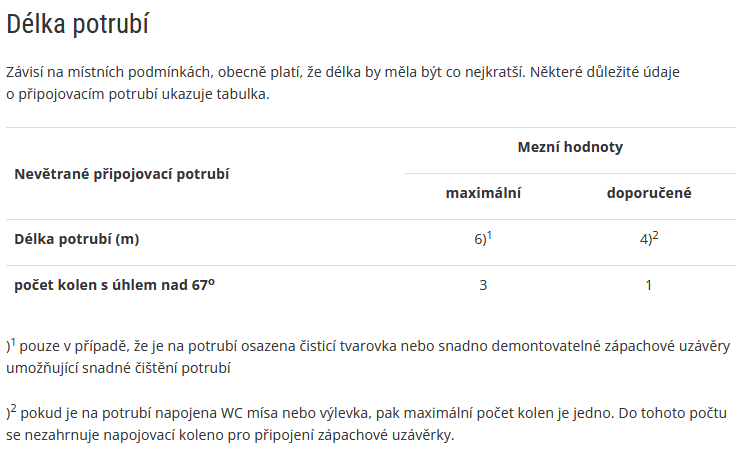 Délka potrubí
Závisí na místních podmínkách, obecně platí, že délka by měla být co nejkratší. Některé důležité údaje
o připojovacím potrubí ukazuje tabulka.
Nevětrané připojovací potrubí
Mezní hodnoty
maximální doporučené
Délka potrubí (m) 6)¹ 4)²
počet kolen s úhlem nad 67⁰ 3 1
)¹ pouze v případě, že je na potrubí osazena čisticí tvarovka nebo snadno demontovatelné zápachové uzávěry
umožňující snadné čištění potrubí
)² pokud je na potrubí napojena WC mísa nebo výlevka, pak maximální počet kolen je jedno. Do tohoto počtu
se nezahrnuje napojovací koleno pro připojení zápachové uzávěrky.